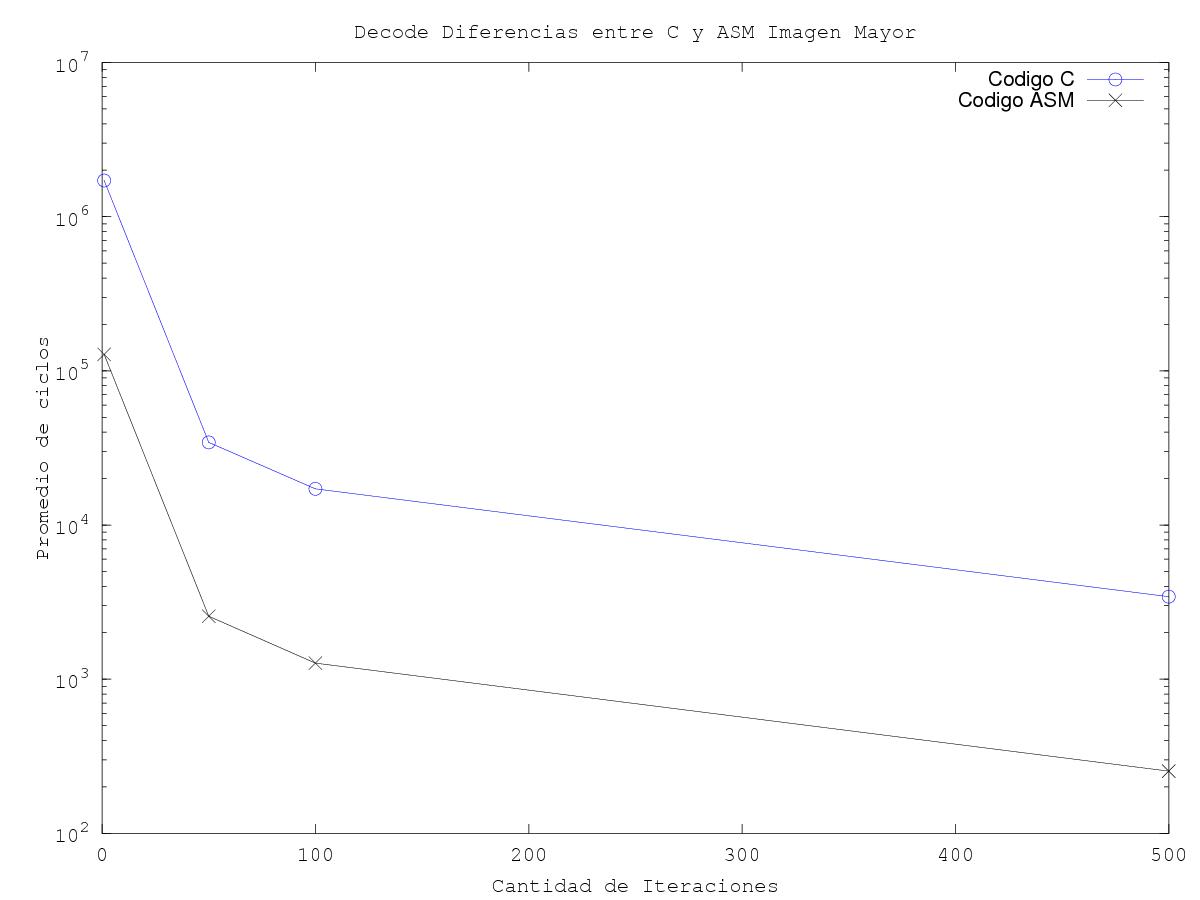 Decode Diferencias entre C y ASM Imagen Mayor
Codigo C
Codigo ASM
Promedio de ciclos
10^7
10^6
10^5
10^4
10^3
10^2
0 100 200 300 400 500
Cantidad de Iteraciones